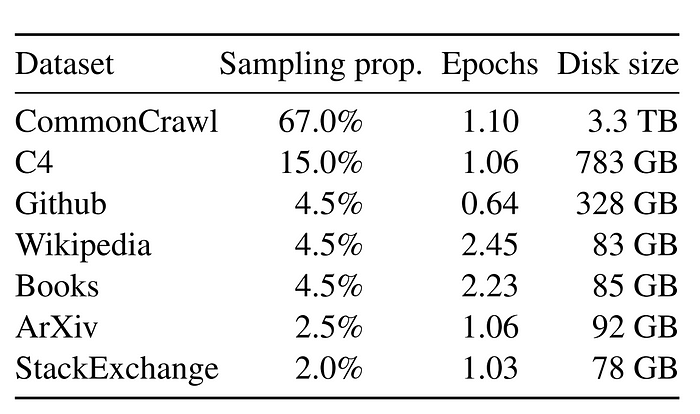 Dataset Sampling prop. Epochs Disk size
CommonCrawl 67.0% 1.10 3.3 TB
C4 15.0% 1.06 783 GB
Github 4.5% 0.64 328 GB
Wikipedia 4.5% 2.45 83 GB
Books 4.5% 2.23 85 GB
ArXiv 2.5% 1.06 92 GB
StackExchange 2.0% 1.03 78 GB